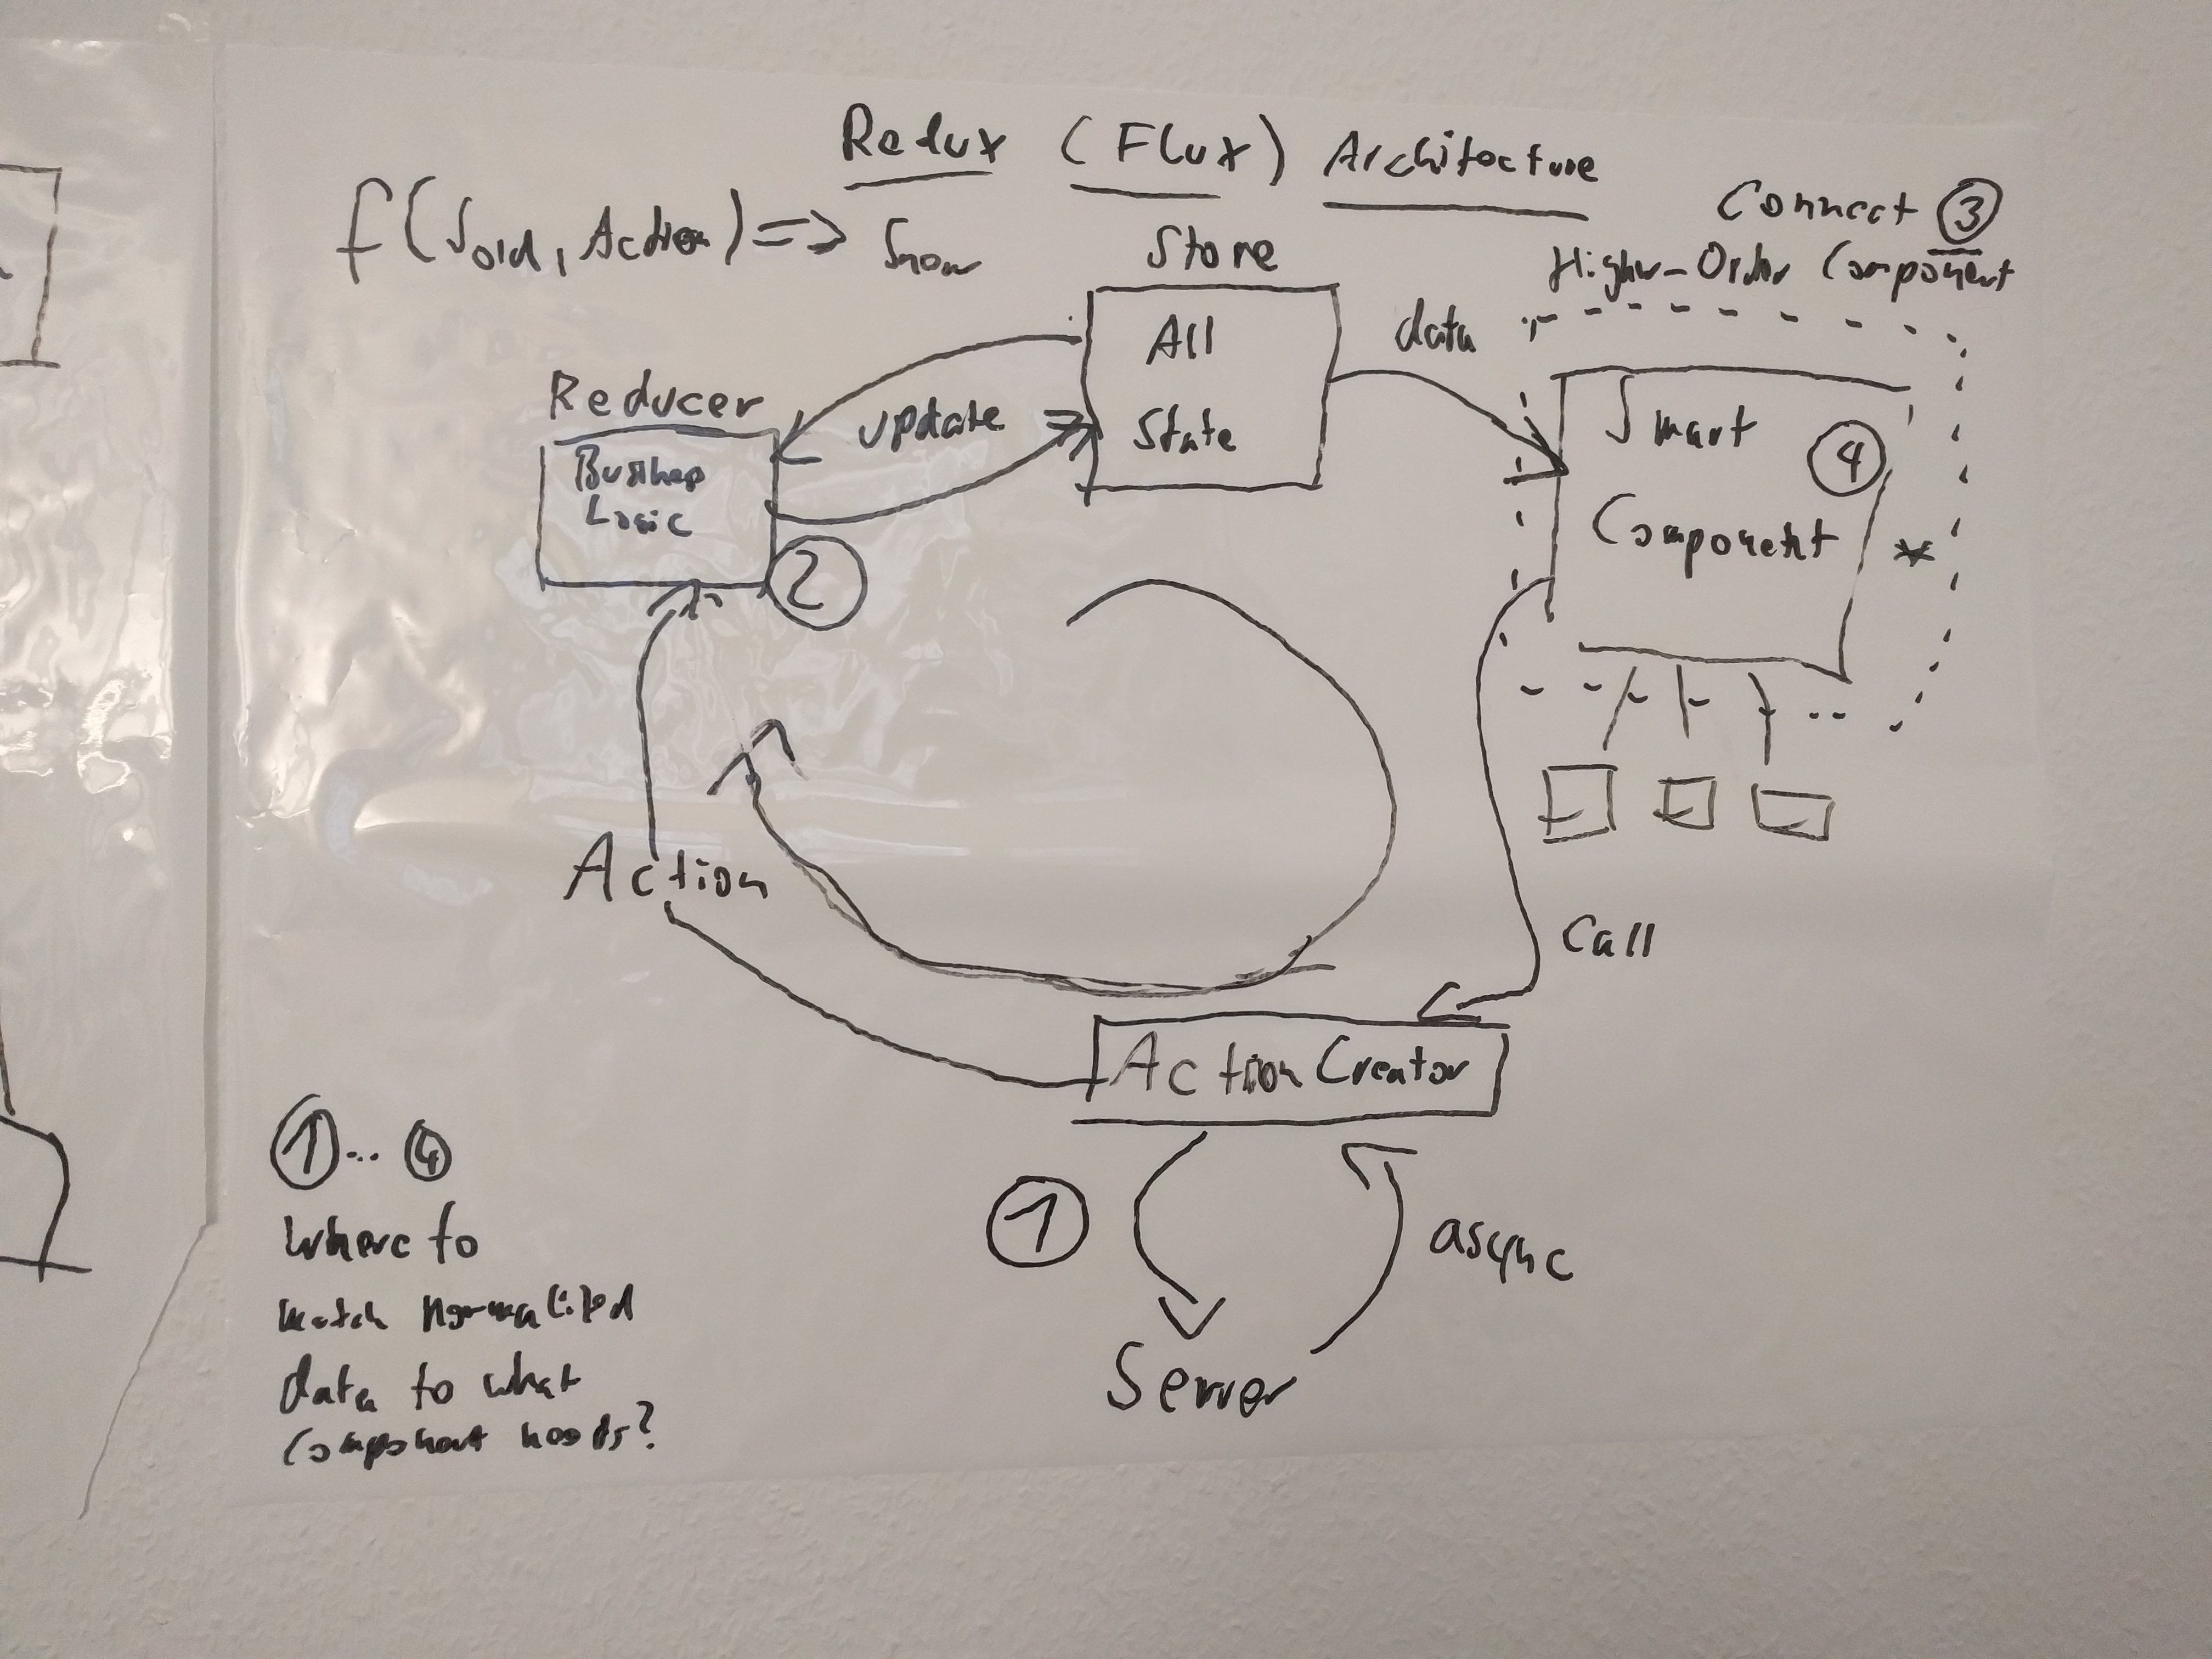 Redux (Flux) Architecture
f(Sold, Action) => Snew
Connect 3
Higher-Order Component
Store
All
State
data
Smart
Component
4
*
Reducer
Business
Logic
2
update
Action
Call
Action Creator
1
async
Server
1... 4
Where to
match normalized
data to what
component needs?